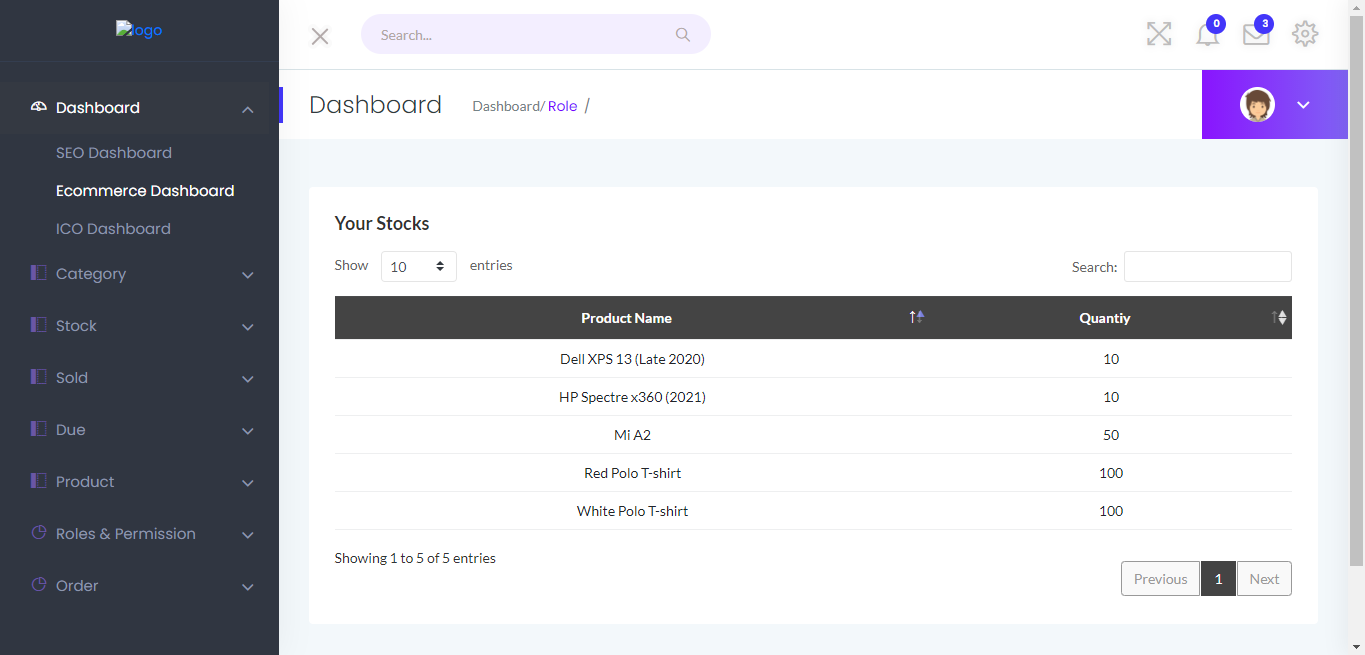 logo
Search...
0
3
Dashboard
SEO Dashboard
Ecommerce Dashboard
ICO Dashboard
Category
Stock
Sold
Due
Product
Roles & Permission
Order
Dashboard
Dashboard/ Role /
Your Stocks
Show 10 entries
Search:
Product Name Quantiy
Dell XPS 13 (Late 2020) 10
HP Spectre x360 (2021) 10
Mi A2 50
Red Polo T-shirt 100
White Polo T-shirt 100
Showing 1 to 5 of 5 entries
Previous 1 Next